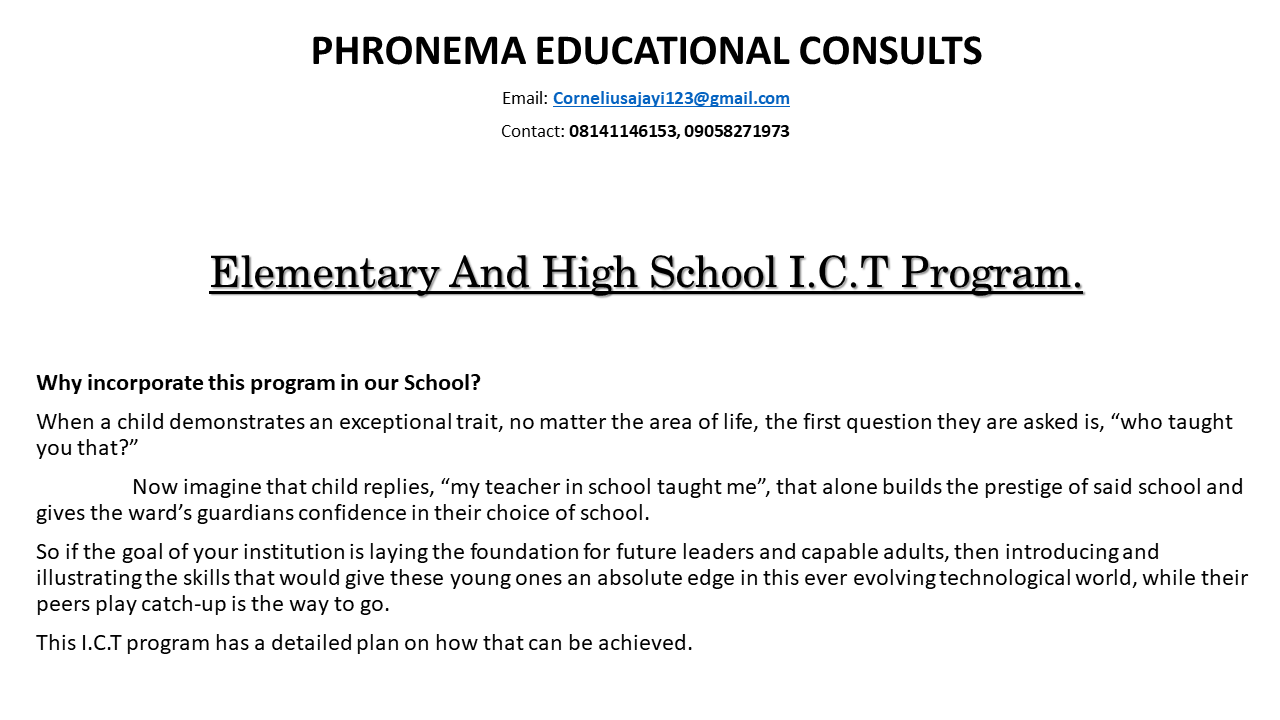 PHRONEMA EDUCATIONAL CONSULTS
Email: Corneliusajayi123@gmail.com
Contact: 08141146153, 09058271973
Elementary And High School I.C.T Program.
Why incorporate this program in our School?
When a child demonstrates an exceptional trait, no matter the area of life, the first question they are asked is, “who taught
you that?”
Now imagine that child replies, “my teacher in school taught me”, that alone builds the prestige of said school and
gives the ward’s guardians confidence in their choice of school.
So if the goal of your institution is laying the foundation for future leaders and capable adults, then introducing and
illustrating the skills that would give these young ones an absolute edge in this ever evolving technological world, while their
peers play catch-up is the way to go.
This I.C.T program has a detailed plan on how that can be achieved.